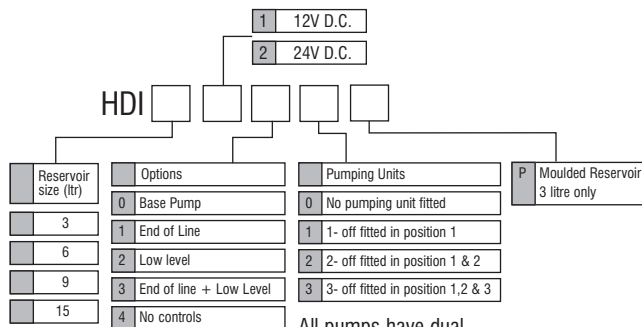 1 12V D.C.
2 24V D.C.
HDI
Reservoir
size (ltr)
3
6
9
15
Options
0 Base Pump
1 End of Line
2 Low level
3 End of line + Low Level
4 No controls
Pumping Units
0 No pumping unit fitted
1 1- off fitted in position 1
2 2- off fitted in position 1 & 2
3 3- off fitted in position 1,2 & 3
All pumps have dual
P Moulded Reservoir
3 litre only